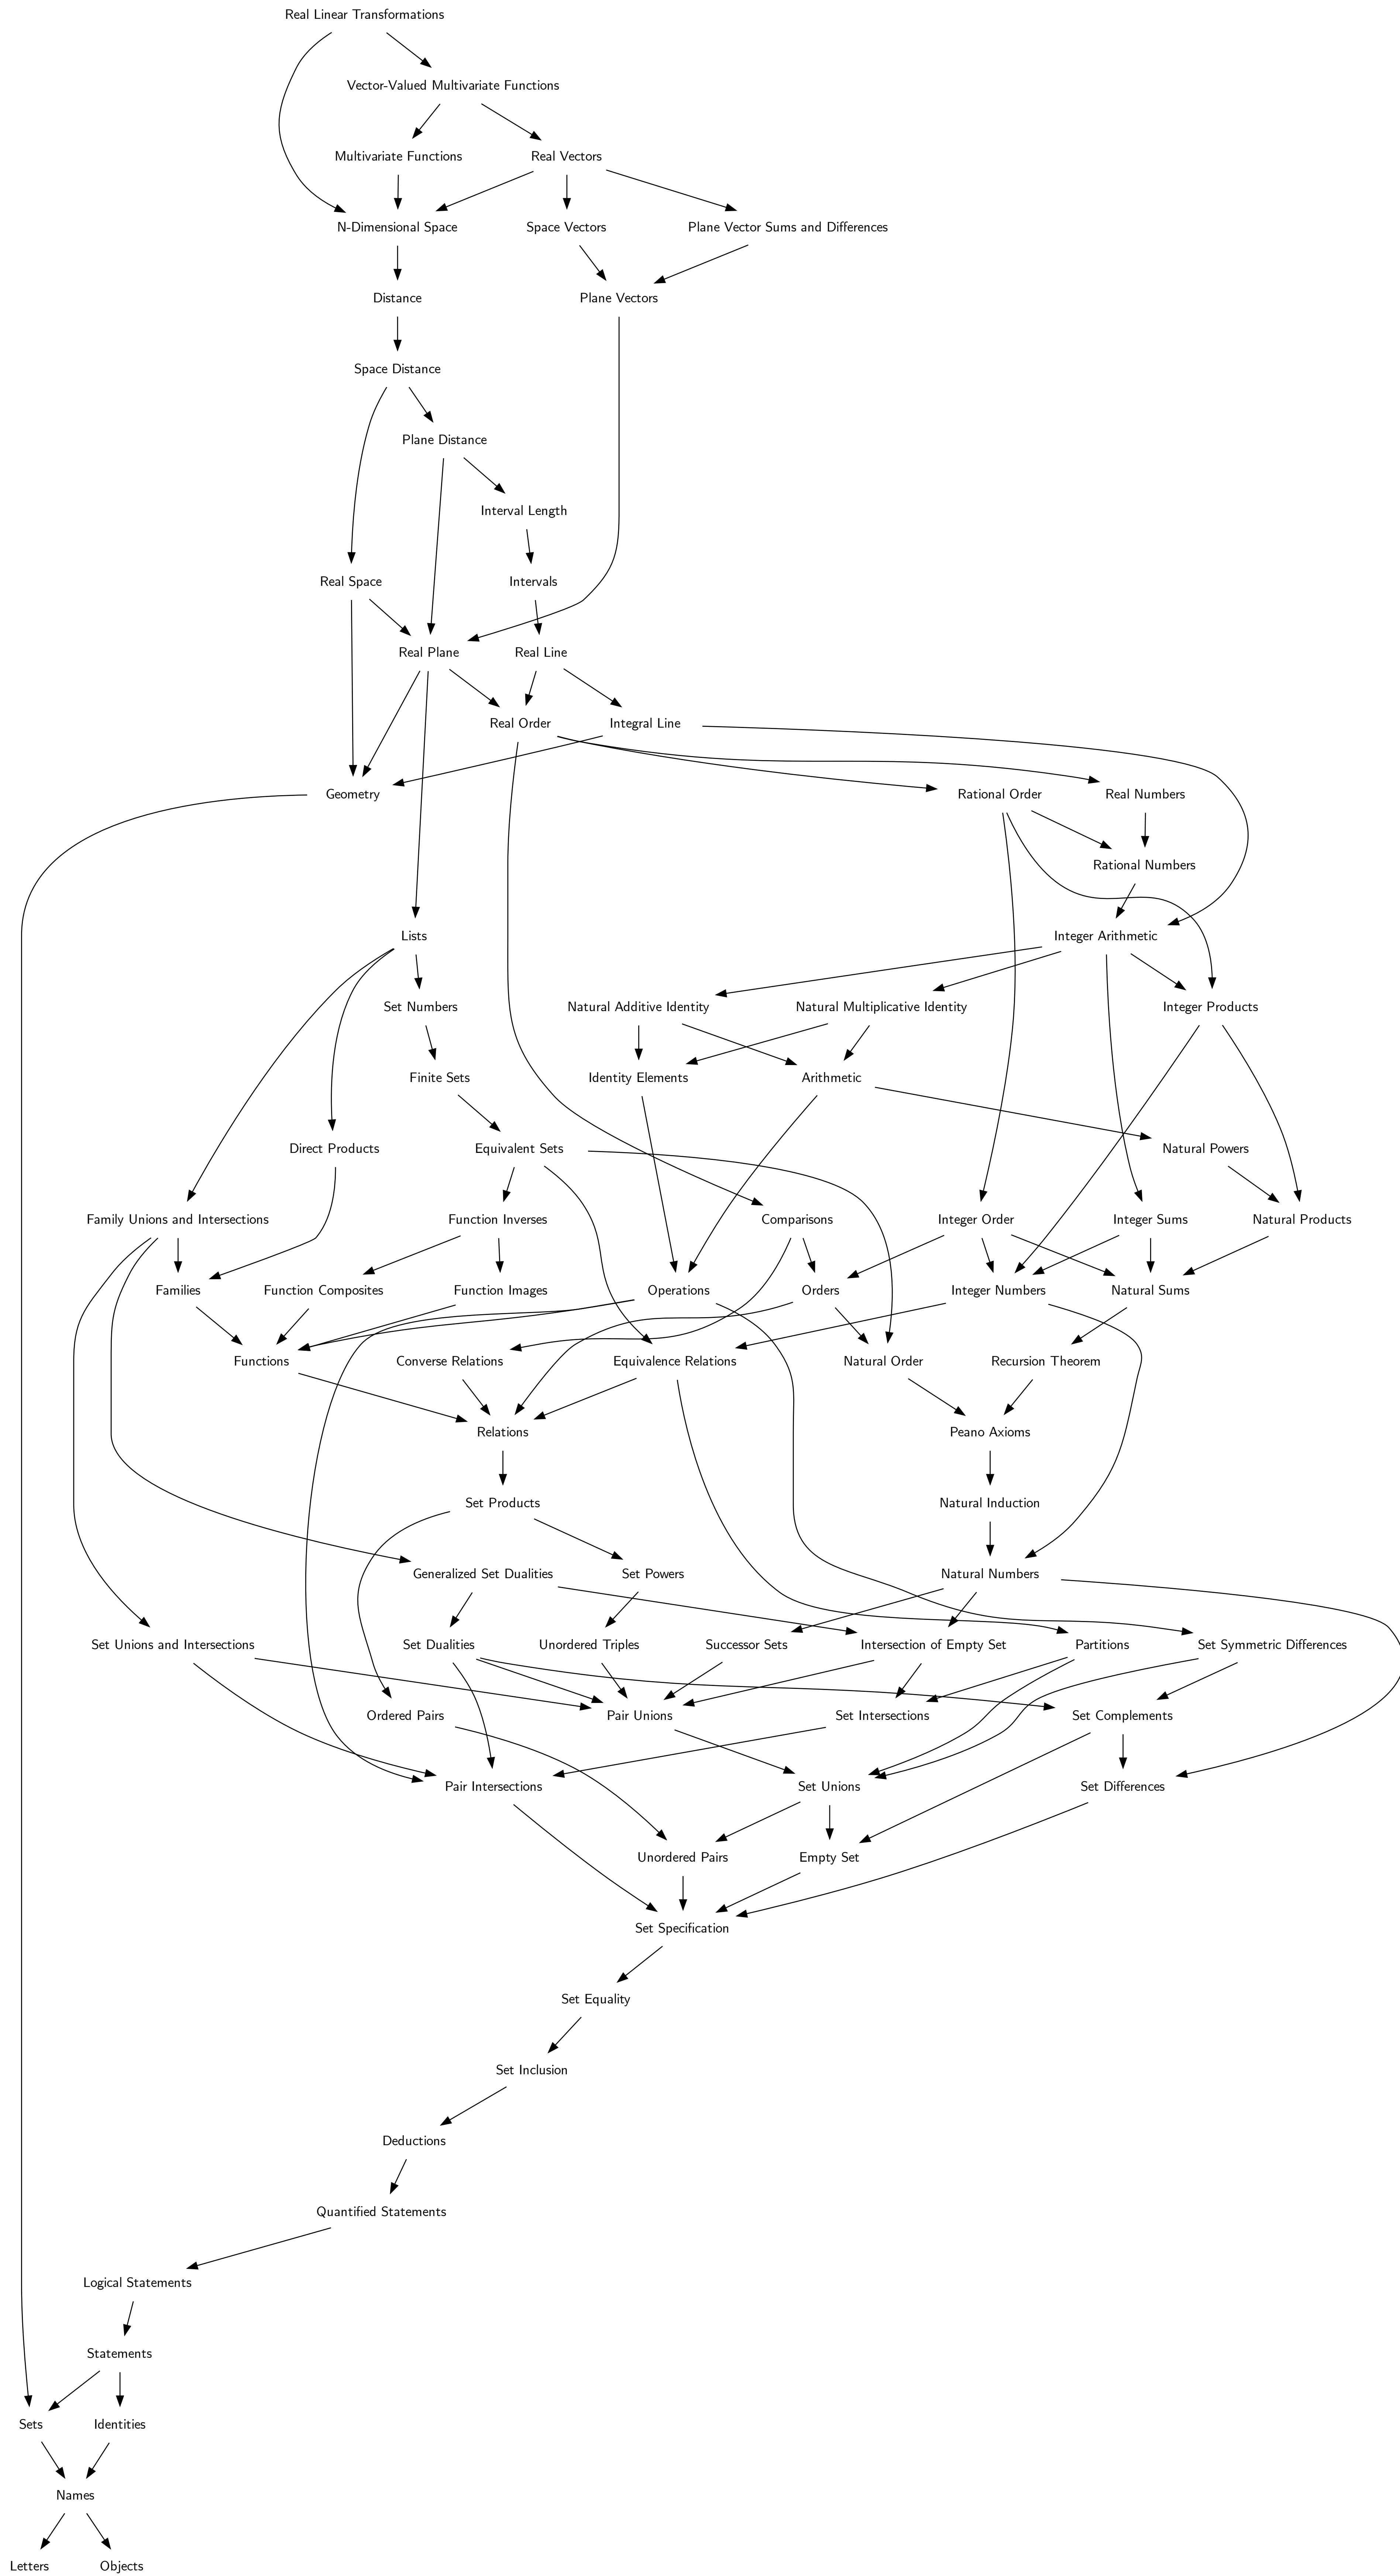 Real Linear Transformations
Vector-Valued Multivariate Functions
Multivariate Functions
Real Vectors
N-Dimensional Space
Space Vectors
Plane Vector Sums and Differences
Distance
Plane Vectors
Space Distance
Plane Distance
Interval Length
Real Space
Intervals
Real Plane
Real Line
Real Order
Integral Line
Geometry
Rational Order
Real Numbers
Rational Numbers
Lists
Integer Arithmetic
Set Numbers
Natural Additive Identity
Natural Multiplicative Identity
Integer Products
Finite Sets
Identity Elements
Arithmetic
Direct Products
Equivalent Sets
Natural Powers
Family Unions and Intersections
Function Inverses
Comparisons
Integer Order
Integer Sums
Natural Products
Families
Function Composites
Function Images
Operations
Orders
Integer Numbers
Natural Sums
Functions
Converse Relations
Equivalence Relations
Natural Order
Recursion Theorem
Relations
Peano Axioms
Set Products
Natural Induction
Generalized Set Dualities
Set Powers
Natural Numbers
Set Unions and Intersections
Set Dualities
Unordered Triples
Successor Sets
Intersection of Empty Set
Partitions
Set Symmetric Differences
Ordered Pairs
Pair Unions
Set Intersections
Set Complements
Pair Intersections
Set Unions
Set Differences
Unordered Pairs
Empty Set
Set Specification
Set Equality
Set Inclusion
Deductions
Quantified Statements
Logical Statements
Statements
Sets
Identities
Names
Letters
Objects